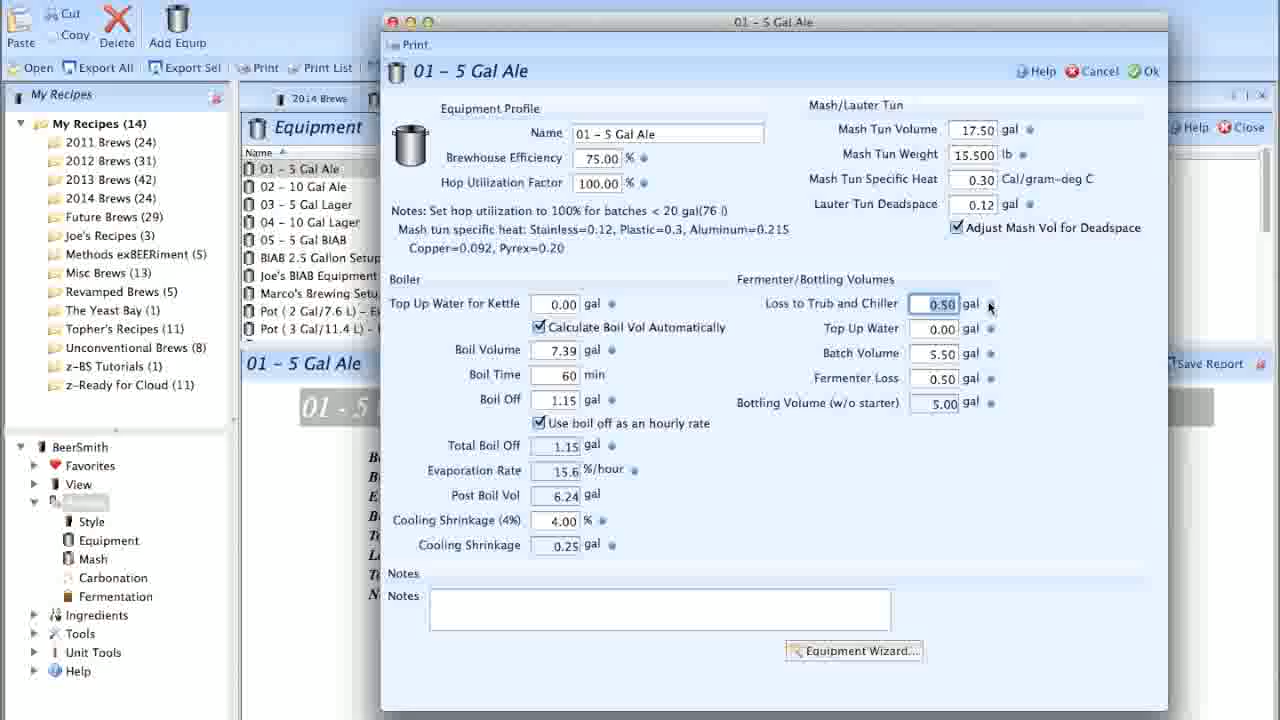 Cut
Copy
Paste
Delete
Add Equip
Open
Export All
Export Sel
Print
Print List
My Recipes
My Recipes (14)
2011 Brews (24)
2012 Brews (31)
2013 Brews (42)
2014 Brews (9)
Future Brews (29)
Joe's Recipes (3)
Methods exBEERiment (5)
Misc Brews (13)
Revamped Brews (5)
The Yeast Bay (1)
Topher's Recipes (11)
Unconventional Brews (8)
z-BS Tutorials (1)
z-Ready for Cloud (11)
BeerSmith
Favorites
View
Style
Equipment
Mash
Carbonation
Fermentation
Ingredients
Tools
Unit Tools
Help
2014 Brews
Equipment
Help
Close
Name
01 - 5 Gal Ale
02 - 10 Gal Ale
03 - 5 Gal Lager
04 - 10 Gal Lager
05 - 5 Gal BIAB
BIAB 2.5 Gallon Setup
Joe's BIAB Equipment
Marco's Brewing Setu
Pot ( 2 Gal/7.6 L) - E
Pot ( 3 Gal/11.4 L) -
01 - 5 Gal Ale
Save Report
01 - 5
01 - 5 Gal Ale
Print
01 - 5 Gal Ale
Help
Cancel
Ok
Equipment Profile
Name 01 - 5 Gal Ale
Brewhouse Efficiency 75.00 %
Hop Utilization Factor 100.00 %
Notes: Set hop utilization to 100% for batches < 20 gal(76 l)
Mash tun specific heat: Stainless=0.12, Plastic=0.3, Aluminum=0.215
Copper=0.092, Pyrex=0.20
Mash/Lauter Tun
Mash Tun Volume 17.50 gal
Mash Tun Weight 15.500 lb
Mash Tun Specific Heat 0.30 Cal/gram-deg C
Lauter Tun Deadspace 0.12 gal
Adjust Mash Vol for Deadspace
Boiler
Top Up Water for Kettle 0.00 gal
Calculate Boil Vol Automatically
Boil Volume 7.39 gal
Boil Time 60 min
Boil Off 1.15 gal
Use boil off as an hourly rate
Total Boil Off 1.15 gal
Evaporation Rate 15.6 %/hour
Post Boil Vol 6.24 gal
Cooling Shrinkage (4%) 4.00 %
Cooling Shrinkage 0.25 gal
Fermenter/Bottling Volumes
Loss to Trub and Chiller 0.50 gal
Top Up Water 0.00 gal
Batch Volume 5.50 gal
Fermenter Loss 0.50 gal
Bottling Volume (w/o starter) 5.00 gal
Notes
Notes
Equipment Wizard...